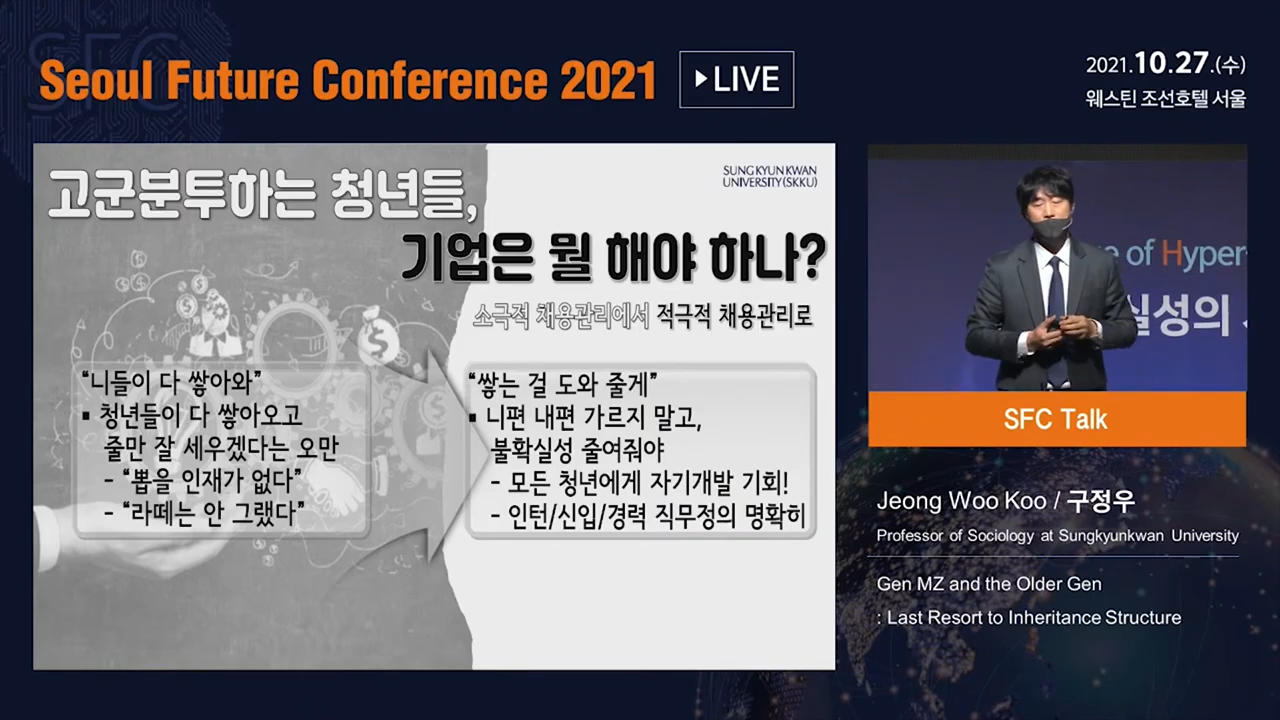 SFC
Seoul Future Conference 2021
LIVE
2021.10.27.(수)
웨스틴 조선호텔 서울
고군분투하는 청년들,
SUNG KYUN KWAN
UNIVERSITY(SKKU)
기업은 뭘 해야 하나?
소극적 채용관리에서 적극적 채용관리로
“니들이 다 쌓아와”
▪ 청년들이 다 쌓아오고
줄만 잘 세우겠다는 오만
- “뽑을 인재가 없다”
- “라떼는 안 그랬다”
“쌓는 걸 도와 줄게”
▪ 니편 내편 가르지 말고,
불확실성 줄여줘야
- 모든 청년에게 자기개발 기회!
- 인턴/신입/경력 직무정의 명확히
e of Hyper-
실성의
SFC Talk
Jeong Woo Koo / 구정우
Professor of Sociology at Sungkyunkwan University
Gen MZ and the Older Gen
: Last Resort to Inheritance Structure